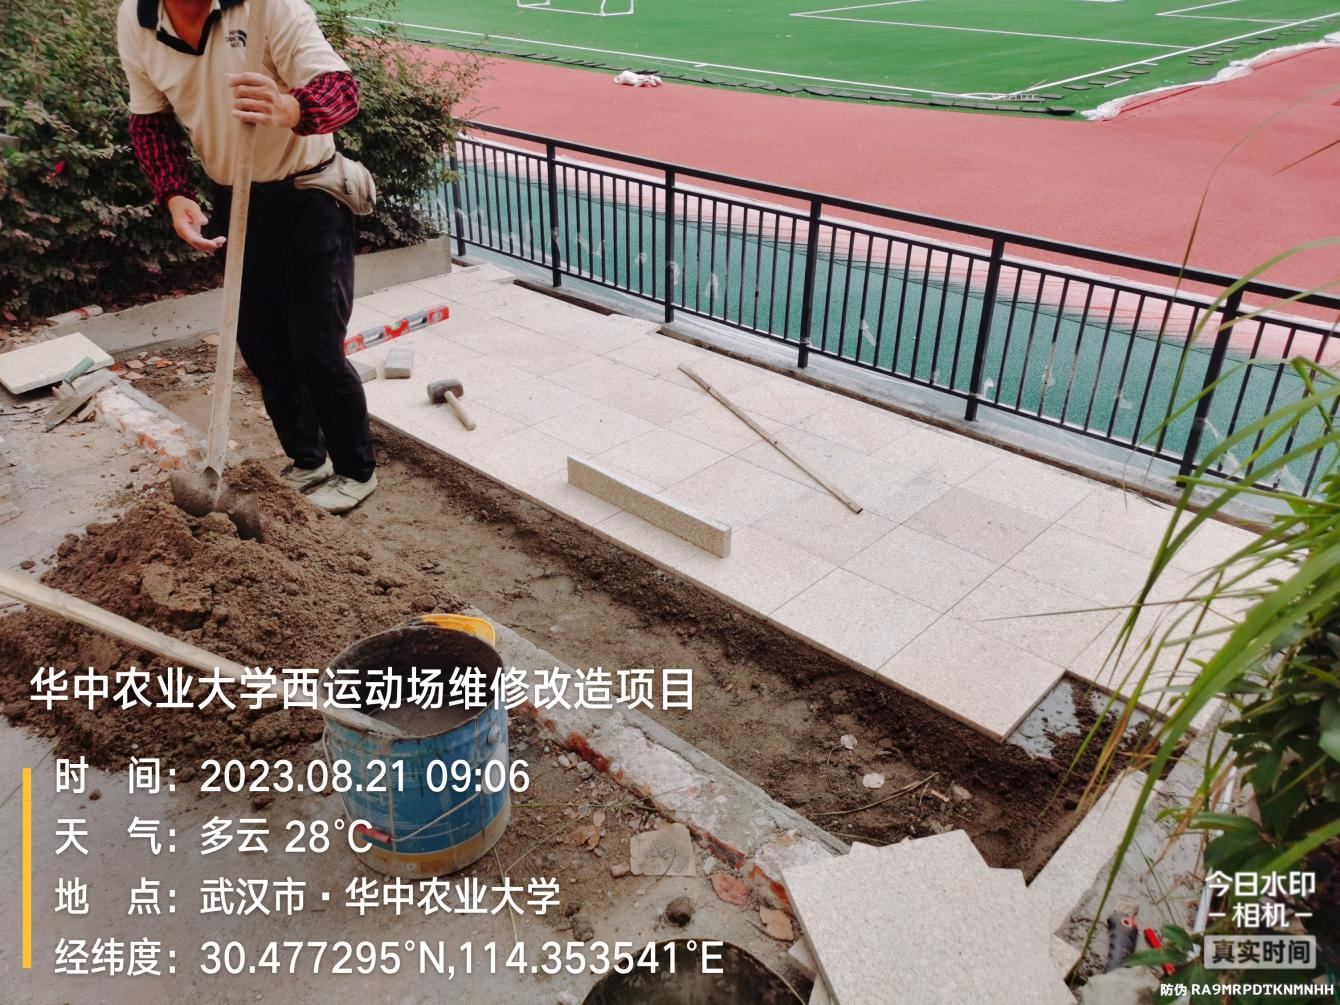 华中农业大学西运动场维修改造项目
时 间：2023.08.21 09:06
天 气：多云 28°C
地 点：武汉市·华中农业大学
经纬度：30.477295°N,114.353541°E
今日水印
－相机－
真实时间
防伪 RA9MRPDTKNMNHH